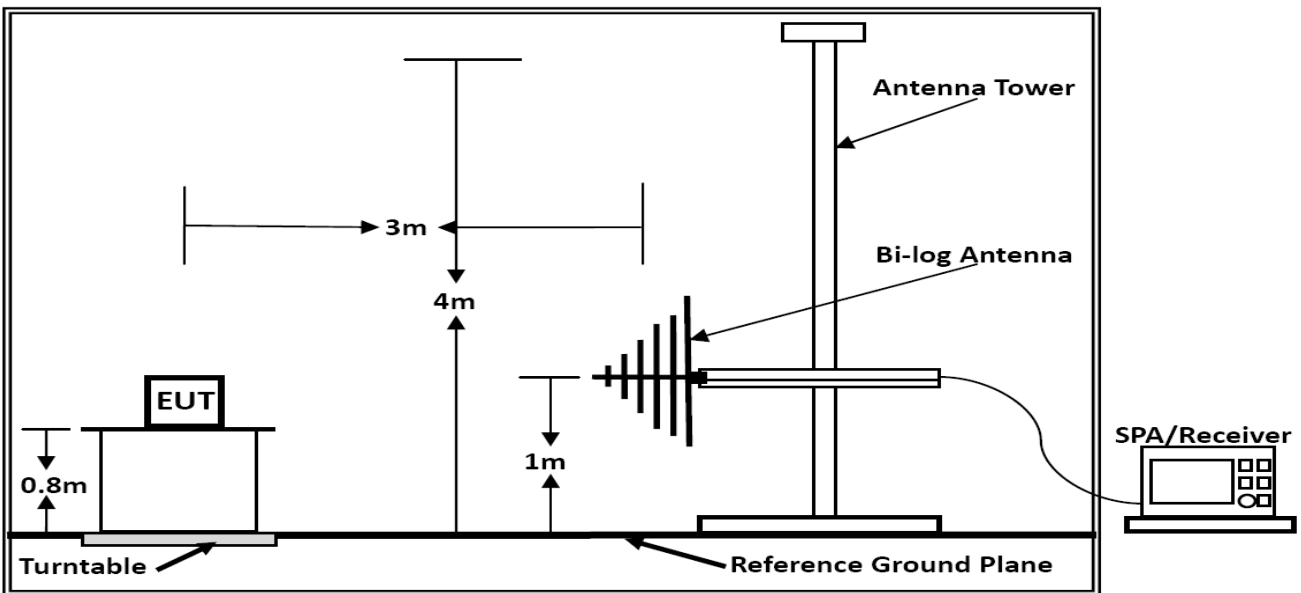 Antenna Tower
3m
Bi-log Antenna
4m
EUT
SPA/Receiver
1m
0.8m
Turntable
Reference Ground Plane